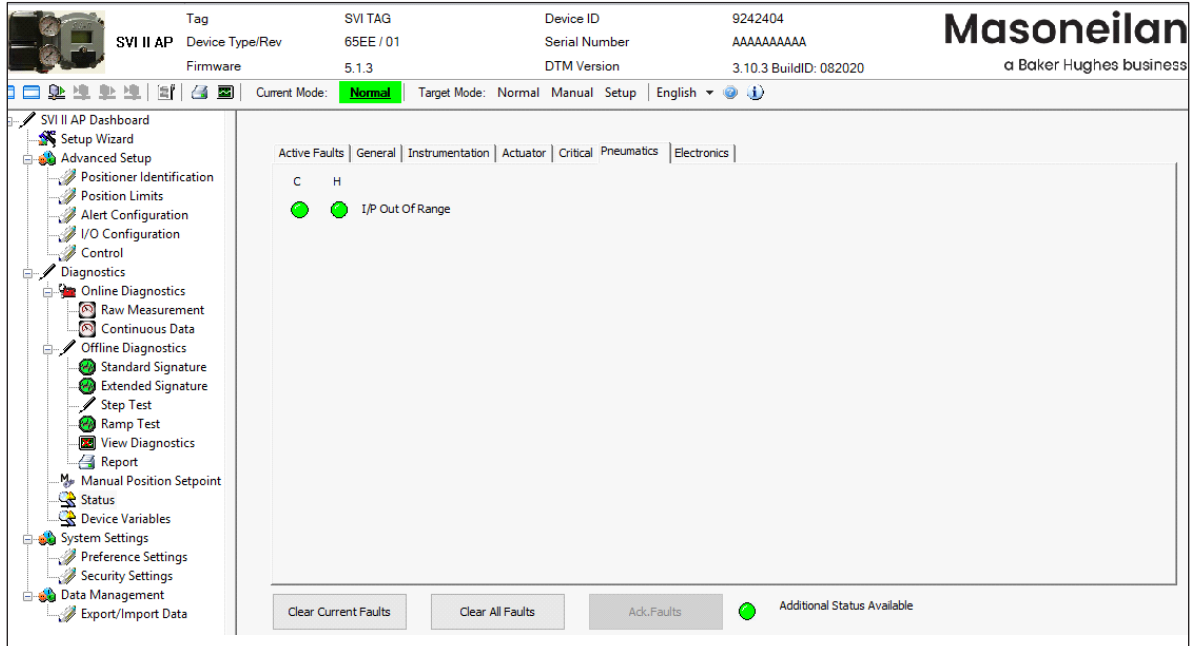 SVI II AP
Tag SVI TAG Device ID 9242404
Device Type/Rev 65EE / 01 Serial Number AAAAAAAAAA
Firmware 5.1.3 DTM Version 3.10.3 BuildID: 082020
Masoneilan
a Baker Hughes business
Current Mode: Normal Target Mode: Normal Manual Setup English
SVI II AP Dashboard
Setup Wizard
Advanced Setup
Positioner Identification
Position Limits
Alert Configuration
I/O Configuration
Control
Diagnostics
Online Diagnostics
Raw Measurement
Continuous Data
Offline Diagnostics
Standard Signature
Extended Signature
Step Test
Ramp Test
View Diagnostics
Report
Manual Position Setpoint
Status
Device Variables
System Settings
Preference Settings
Security Settings
Data Management
Export/Import Data
Active Faults General Instrumentation Actuator Critical Pneumatics Electronics
C H
I/P Out Of Range
Clear Current Faults Clear All Faults Ack.Faults Additional Status Available